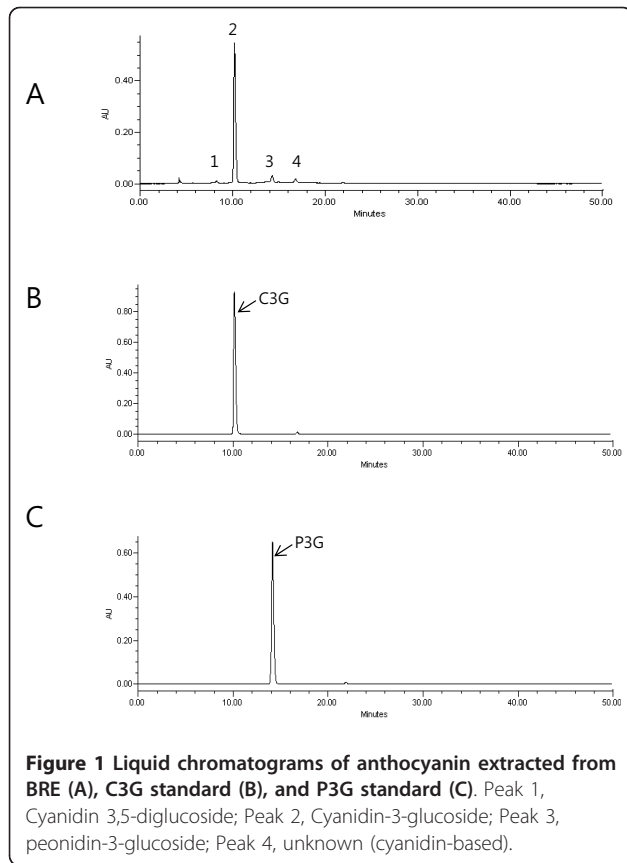 A
2
1
3
4
0.40
0.20
0.00
AU
0.00
10.00
20.00
30.00
40.00
50.00
Minutes
B
C3G
0.80
0.60
0.40
0.20
0.00
AU
0.00
10.00
20.00
30.00
40.00
50.00
Minutes
C
P3G
0.60
0.40
0.20
0.00
AU
0.00
10.00
20.00
30.00
40.00
50.00
Minutes
Figure 1 Liquid chromatograms of anthocyanin extracted from
BRE (A), C3G standard (B), and P3G standard (C). Peak 1,
Cyanidin 3,5-diglucoside; Peak 2, Cyanidin-3-glucoside; Peak 3,
peonidin-3-glucoside; Peak 4, unknown (cyanidin-based).